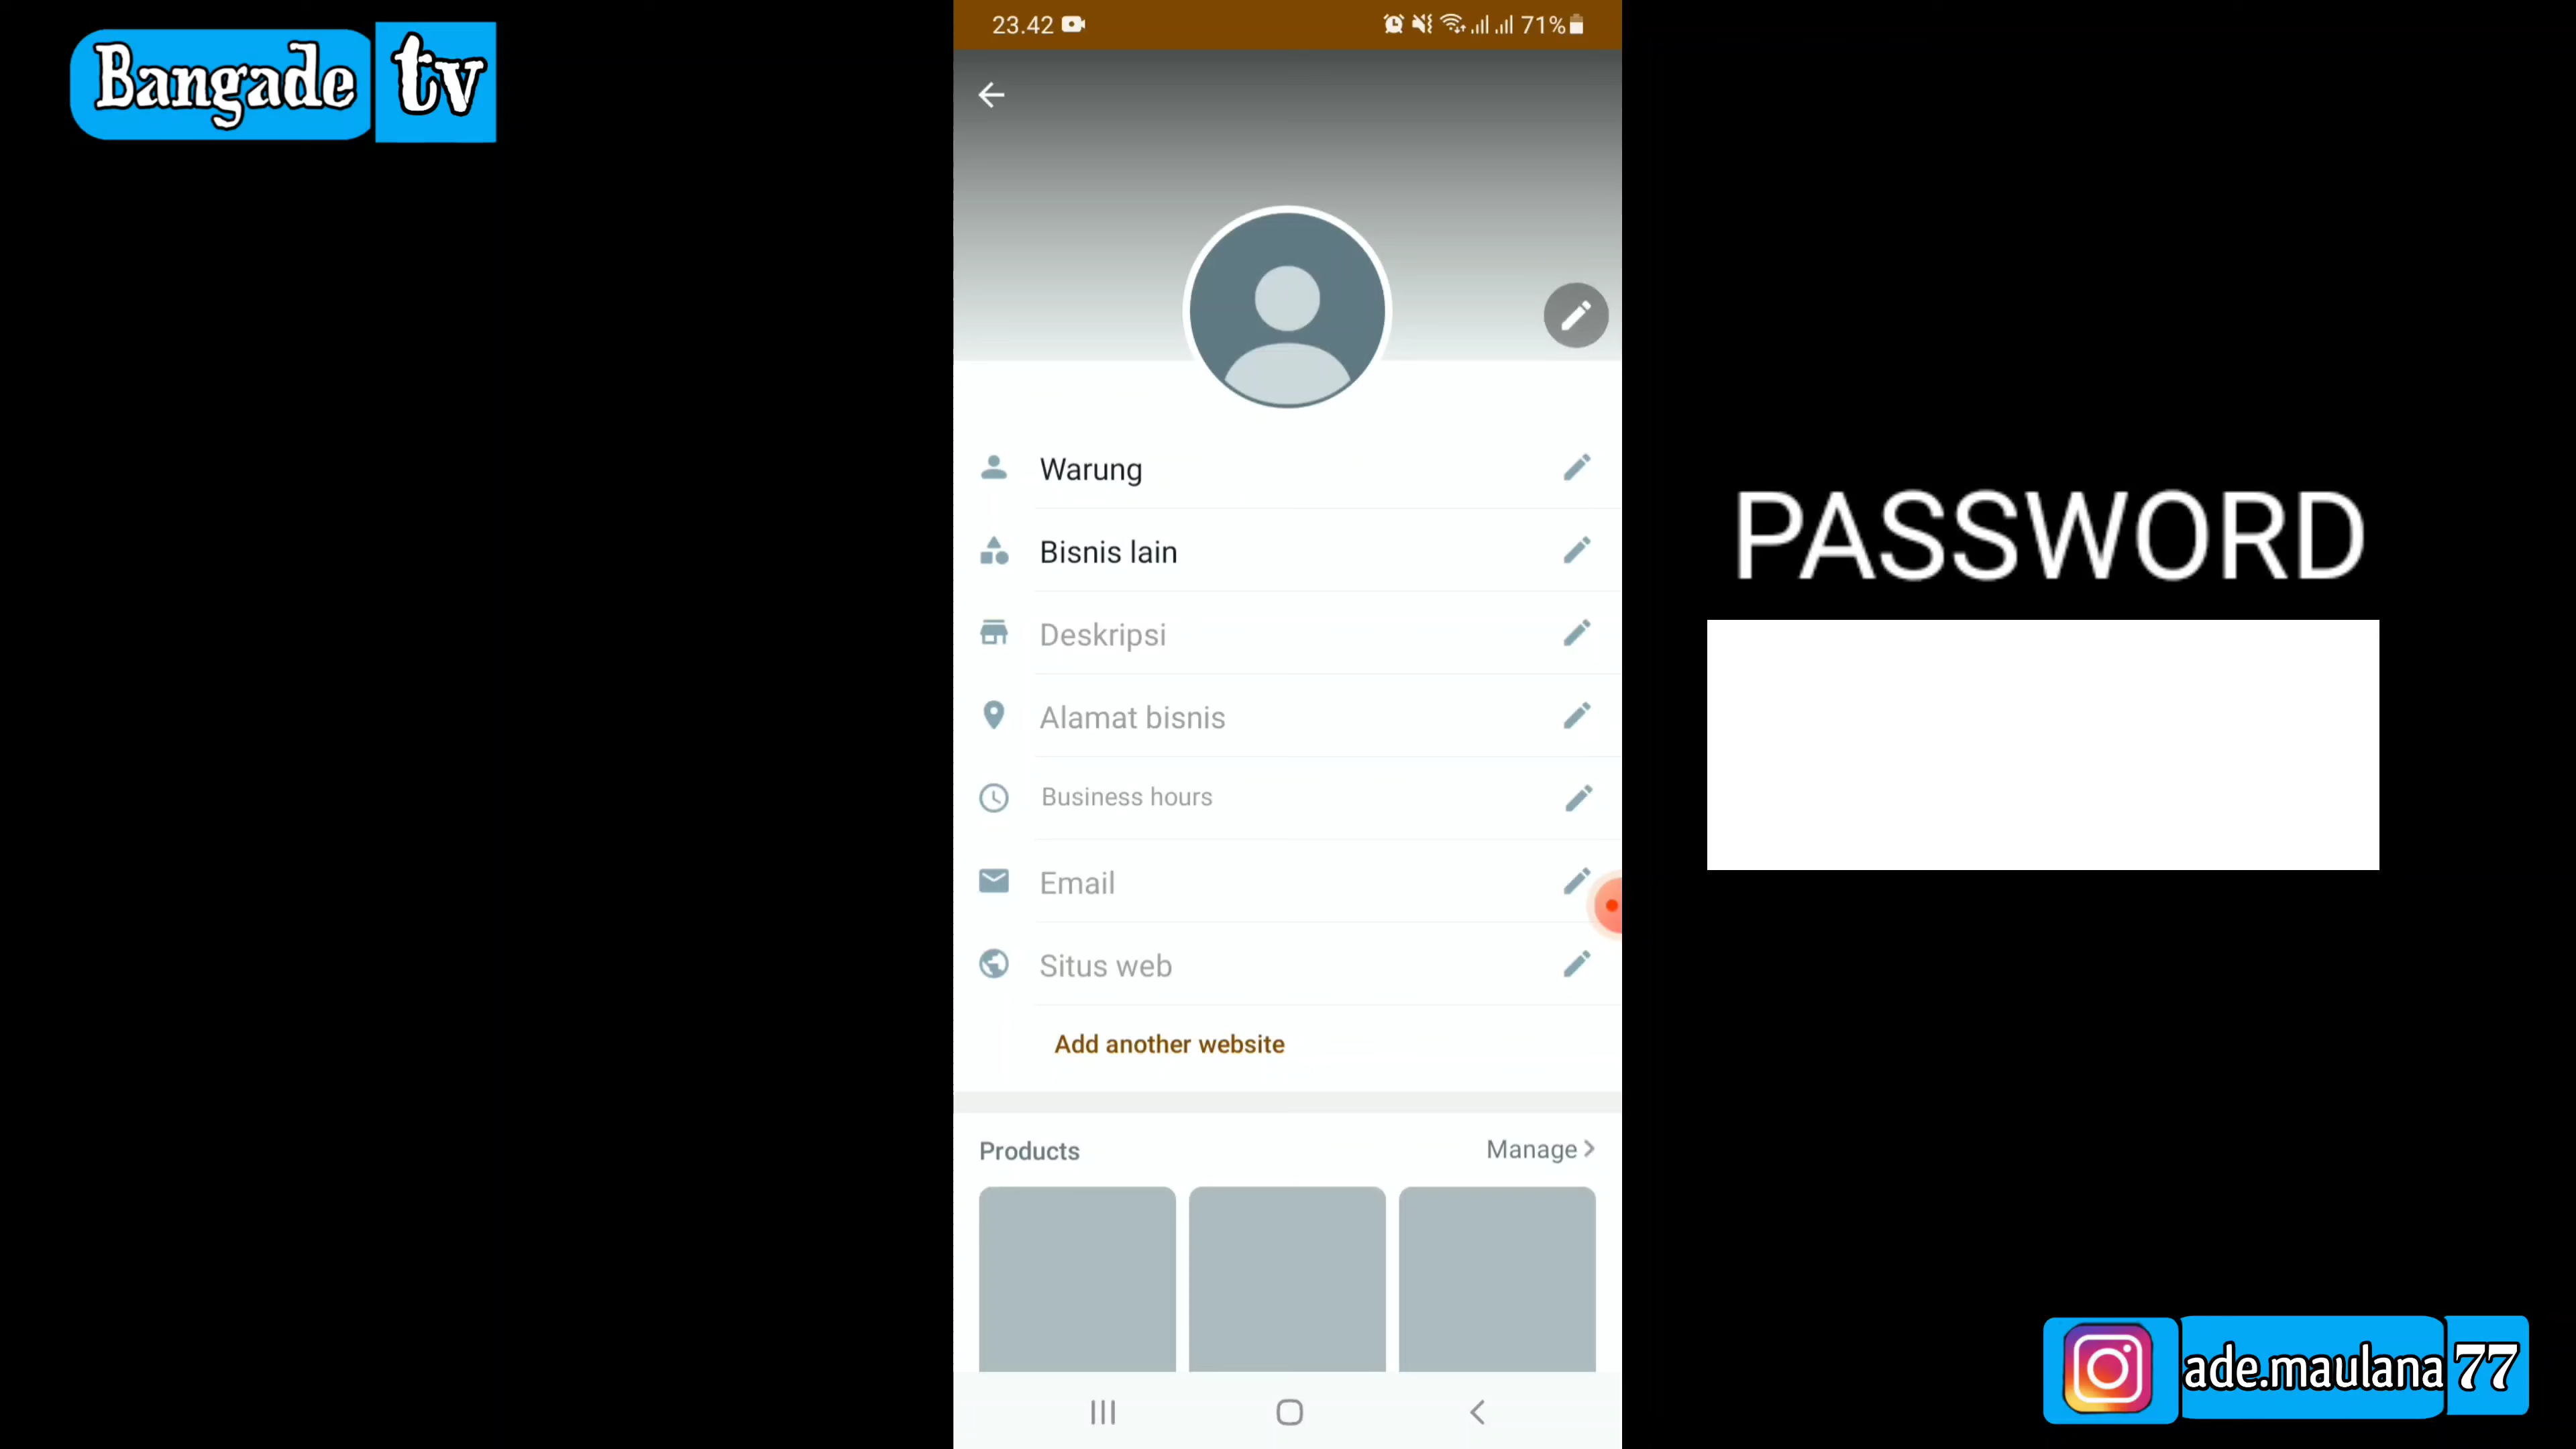 Bangade tv
23.42
71%
Warung
Bisnis lain
Deskripsi
Alamat bisnis
Business hours
Email
Situs web
Add another website
Products
Manage
PASSWORD
ade.maulana 77